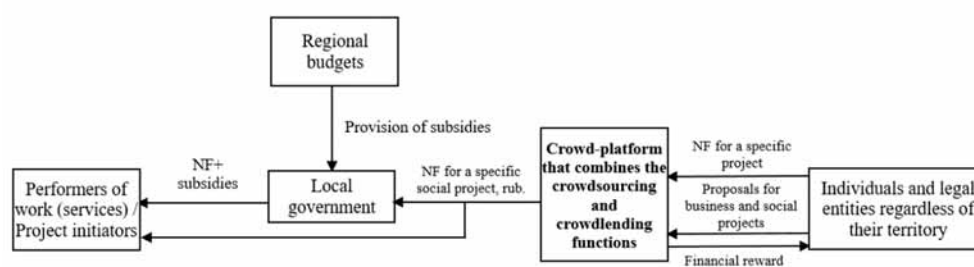 Regional
budgets
Provision of subsidies
NF+
subsidies
Performers of
work (services) /
Project initiators
Local
government
NF for a specific
social project, rub.
Crowd-platform
that combines the
crowdsourcing
and
crowdlending
functions
NF for a specific
project
Proposals for
business and social
projects
Financial reward
Individuals and legal
entities regardless of
their territory